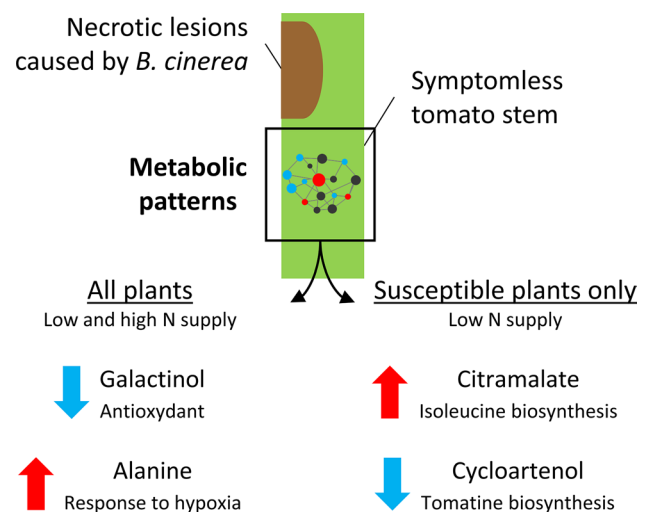 Necrotic lesions
caused by B. cinerea
Symptomless
tomato stem
Metabolic
patterns
All plants
Low and high N supply
Susceptible plants only
Low N supply
Galactinol
Antioxydant
Citramalate
Isoleucine biosynthesis
Alanine
Response to hypoxia
Cycloartenol
Tomatine biosynthesis